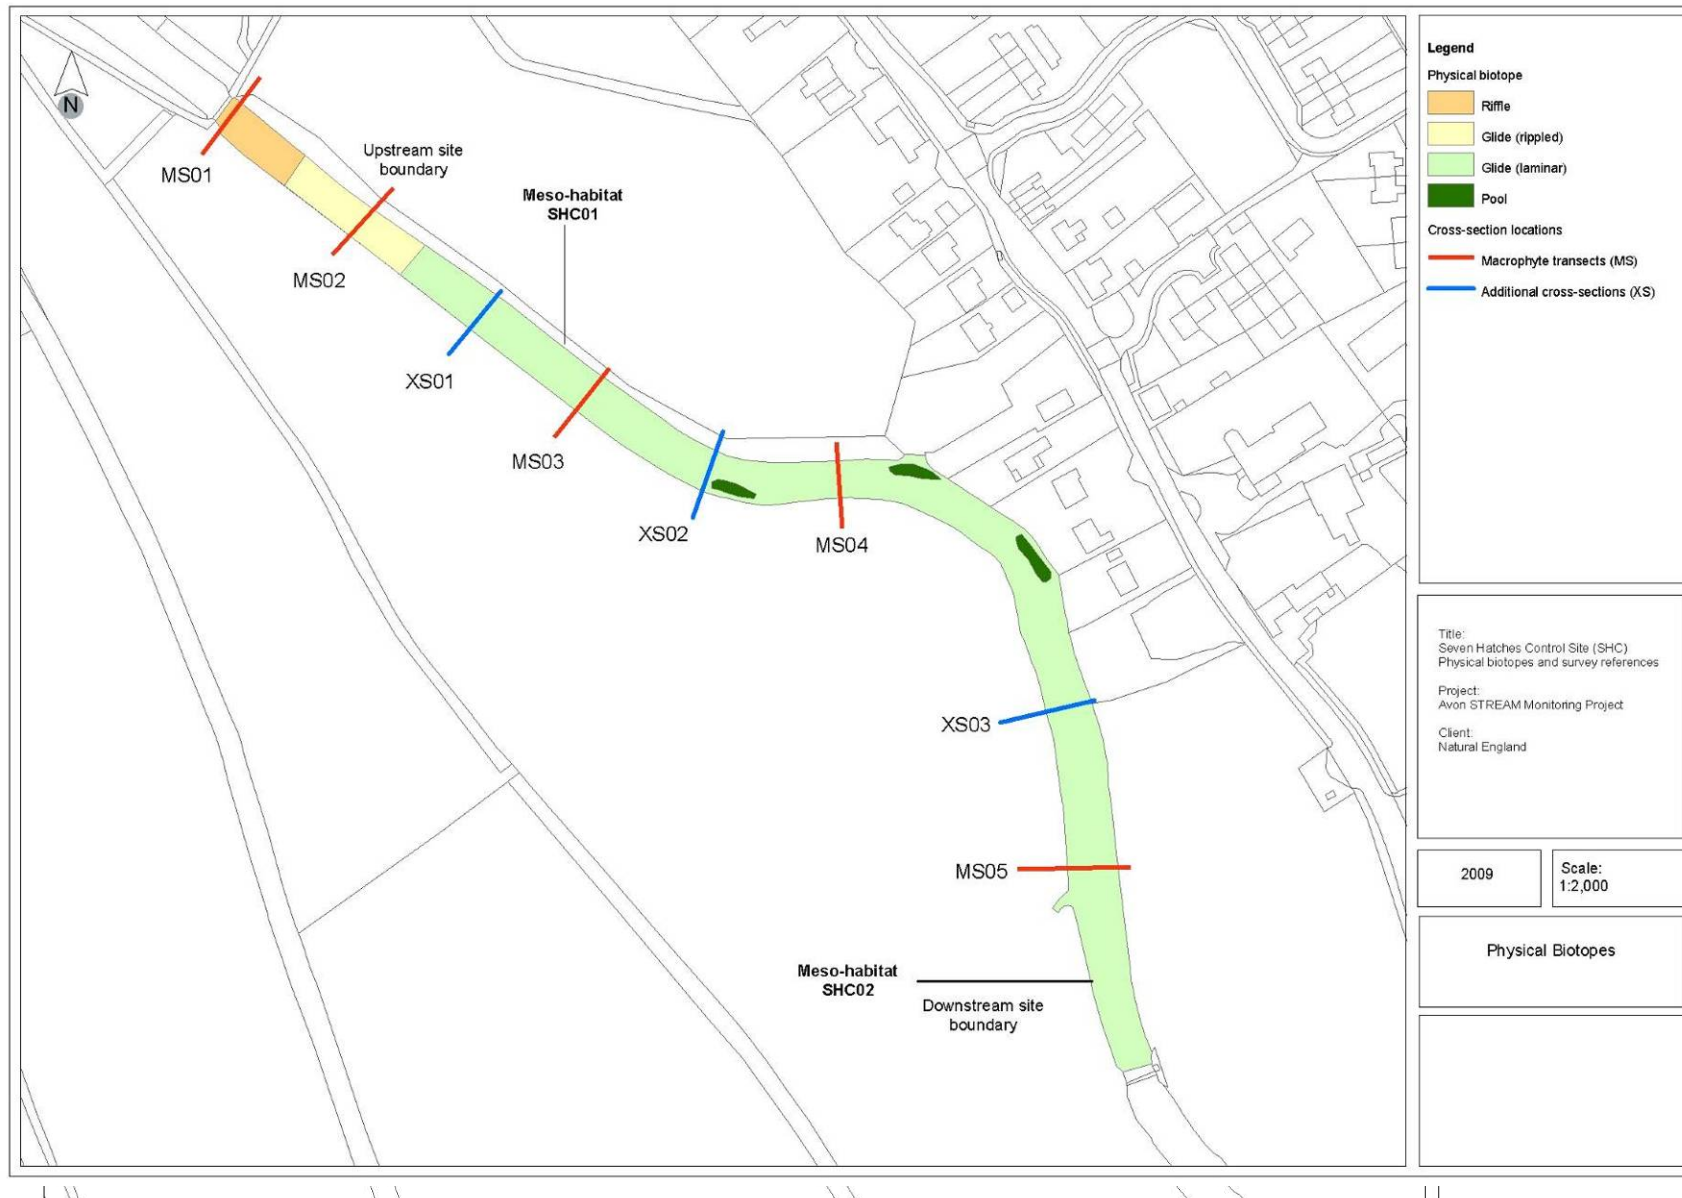 N
MS01
Upstream site
boundary
Meso-habitat
SHC01
MS02
XS01
MS03
XS02
MS04
XS03
MS05
Meso-habitat
SHC02
Downstream site
boundary
Legend
Physical biotope
Riffle
Glide (rippled)
Glide (laminar)
Pool
Cross-section locations
Macrophyte transects (MS)
Additional cross-sections (XS)
Title:
Seven Hatches Control Site (SHC)
Physical biotopes and survey references
Project:
Avon STREAM Monitoring Project
Client:
Natural England
2009
Scale:
1:2,000
Physical Biotopes